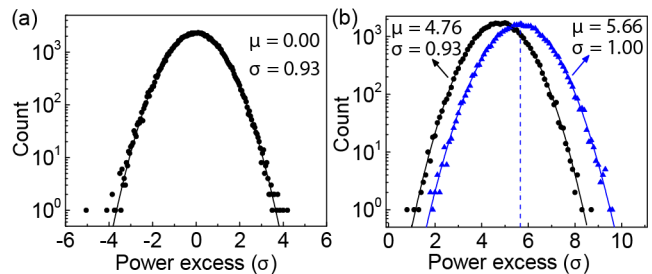 (a)
μ = 0.00
σ = 0.93
Count
10³
10²
10¹
10⁰
-6 -4 -2 0 2 4 6
Power excess (σ)
(b)
μ = 4.76
σ = 0.93
μ = 5.66
σ = 1.00
Count
10³
10²
10¹
10⁰
0 2 4 6 8 10
Power excess (σ)